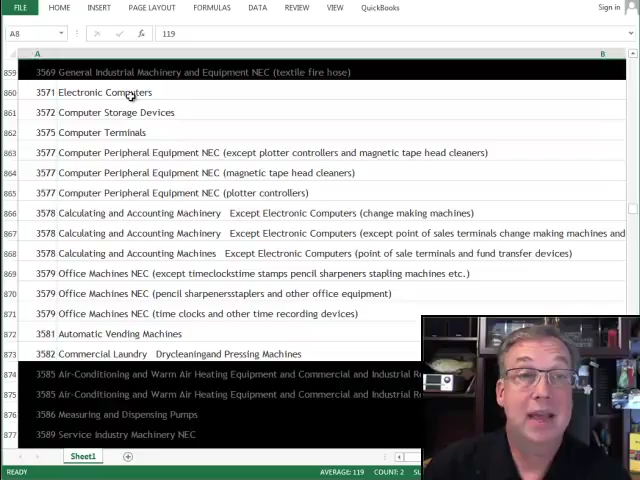 FILE HOME INSERT PAGE LAYOUT FORMULAS DATA REVIEW VIEW QuickBooks Sign in
A8 119
A B
859 3569 General Industrial Machinery and Equipment NEC (textile fire hose)
860 3571 Electronic Computers
861 3572 Computer Storage Devices
862 3575 Computer Terminals
863 3577 Computer Peripheral Equipment NEC (except plotter controllers and magnetic tape head cleaners)
864 3577 Computer Peripheral Equipment NEC (magnetic tape head cleaners)
865 3577 Computer Peripheral Equipment NEC (plotter controllers)
866 3578 Calculating and Accounting Machinery Except Electronic Computers (change making machines)
867 3578 Calculating and Accounting Machinery Except Electronic Computers (except point of sales terminals change making machines and
868 3578 Calculating and Accounting Machines Except Electronic Computers (point of sale terminals and fund transfer devices)
869 3579 Office Machines NEC (except timeclockstime stamps pencil sharpeners stapling machines etc.)
870 3579 Office Machines NEC (pencil sharpenersstaplers and other office equipment)
871 3579 Office Machines NEC (time clocks and other time recording devices)
872 3581 Automatic Vending Machines
873 3582 Commercial Laundry Drycleaningand Pressing Machines
874 3585 Air-Conditioning and Warm Air Heating Equipment and Commercial and Industrial Re
875 3585 Air-Conditioning and Warm Air Heating Equipment and Commercial and Industrial Re
876 3586 Measuring and Dispensing Pumps
877 3589 Service Industry Machinery NEC
Sheet1
READY AVERAGE: 119 COUNT: 2 SU